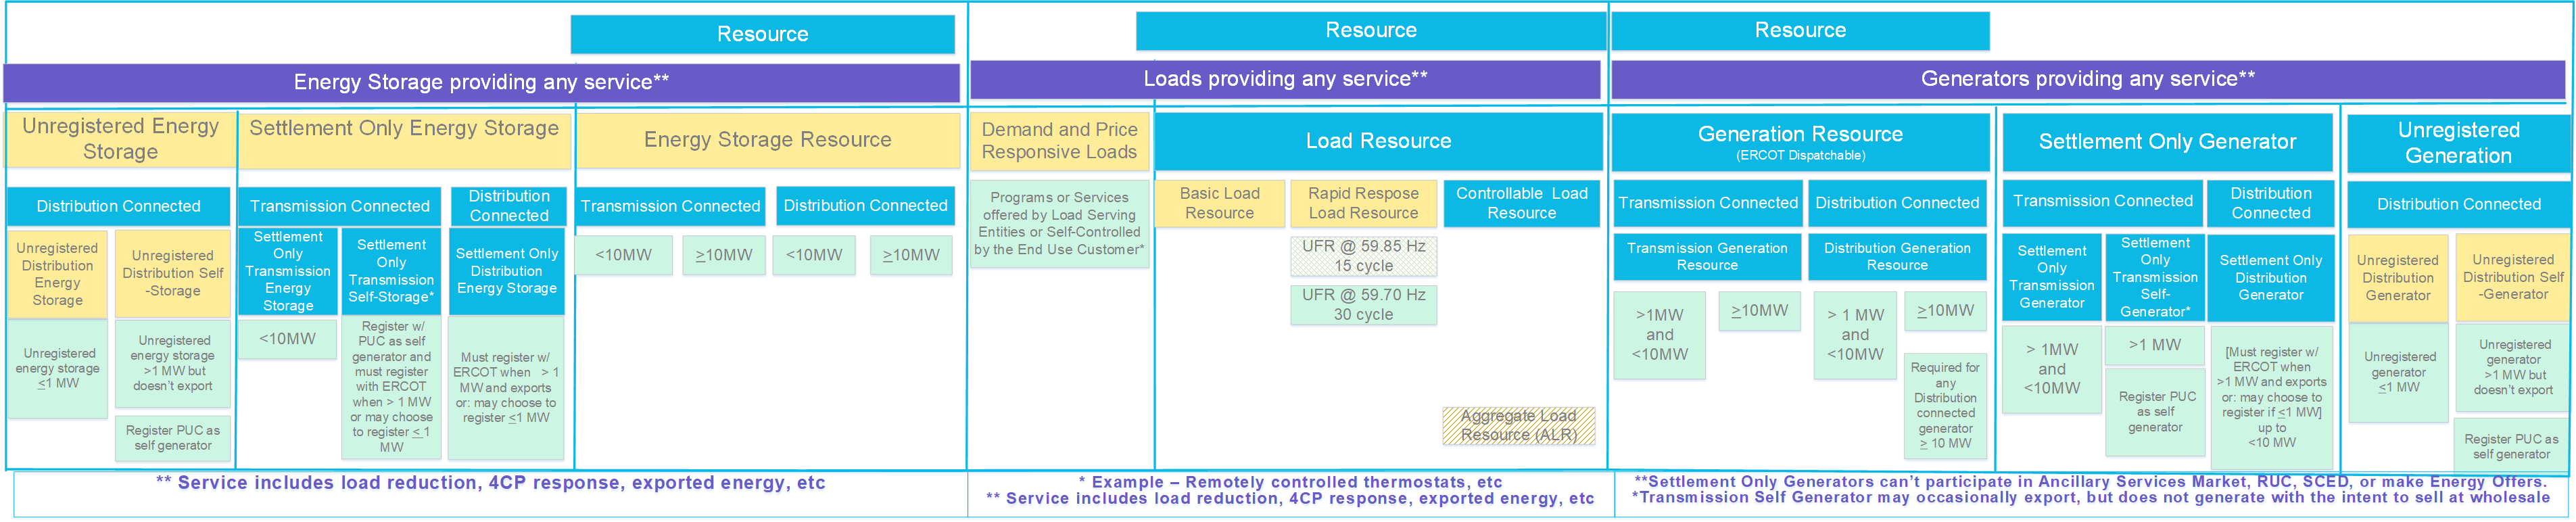 Resource
Resource
Resource
Energy Storage providing any service**
Loads providing any service**
Generators providing any service**
Unregistered Energy
Storage
Settlement Only Energy Storage
Energy Storage Resource
Demand and Price
Responsive Loads
Load Resource
Generation Resource
(ERCOT Dispatchable)
Settlement Only Generator
Unregistered
Generation
Distribution Connected
Transmission Connected
Distribution
Connected
Transmission Connected
Distribution Connected
Programs or Services
offered by Load Serving
Entities or Self-Controlled
by the End Use Customer*
Basic Load
Resource
Rapid Respose
Load Resource
Controllable Load
Resource
Transmission Connected
Distribution Connected
Transmission Connected
Distribution
Connected
Distribution Connected
Unregistered
Distribution
Energy
Storage
Unregistered
Distribution Self
-Storage
Settlement
Only
Transmission
Energy
Storage
Settlement
Only
Transmission
Self-Storage*
Settlement Only
Distribution
Energy Storage
<10MW
≥10MW
<10MW
≥10MW
UFR @ 59.85 Hz
15 cycle
UFR @ 59.70 Hz
30 cycle
Transmission Generation
Resource
Distribution Generation
Resource
Settlement
Only
Transmission
Generator
Settlement
Only
Transmission
Self-
Generator*
Settlement Only
Distribution
Generator
Unregistered
Distribution
Generator
Unregistered
Distribution Self
-Generator
Unregistered
energy storage
≤1 MW
Unregistered
energy storage
>1 MW but
doesn't export
Register PUC as
self generator
<10MW
Register w/
PUC as self
generator and
must register
with ERCOT
when > 1 MW
or may choose
to register ≤ 1
MW
Must register w/
ERCOT when > 1
MW and exports
or: may choose to
register ≤1 MW
Aggregate Load
Resource (ALR)
>1MW
and
<10MW
≥10MW
> 1 MW
and
<10MW
≥10MW
Required for
any
Distribution
connected
generator
≥ 10 MW
> 1MW
and
<10MW
>1 MW
Register PUC
as self
generator
[Must register w/
ERCOT when
>1 MW and exports
or: may choose to
register if ≤1 MW]
up to
<10 MW
Unregistered
generator
≤1 MW
Unregistered
generator
>1 MW but
doesn't export
Register PUC as
self generator
** Service includes load reduction, 4CP response, exported energy, etc
* Example – Remotely controlled thermostats, etc
** Service includes load reduction, 4CP response, exported energy, etc
**Settlement Only Generators can't participate in Ancillary Services Market, RUC, SCED, or make Energy Offers.
*Transmission Self Generator may occasionally export, but does not generate with the intent to sell at wholesale